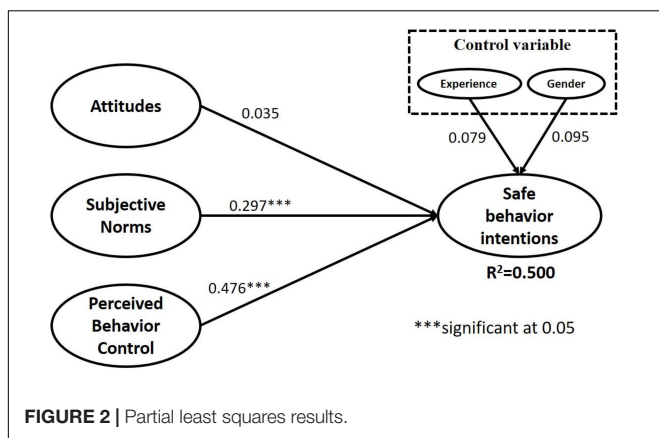 Control variable
Experience
Gender
Attitudes
0.035
0.079
0.095
Subjective
Norms
0.297***
Safe
behavior
intentions
R²=0.500
Perceived
Behavior
Control
0.476***
***significant at 0.05
FIGURE 2 | Partial least squares results.